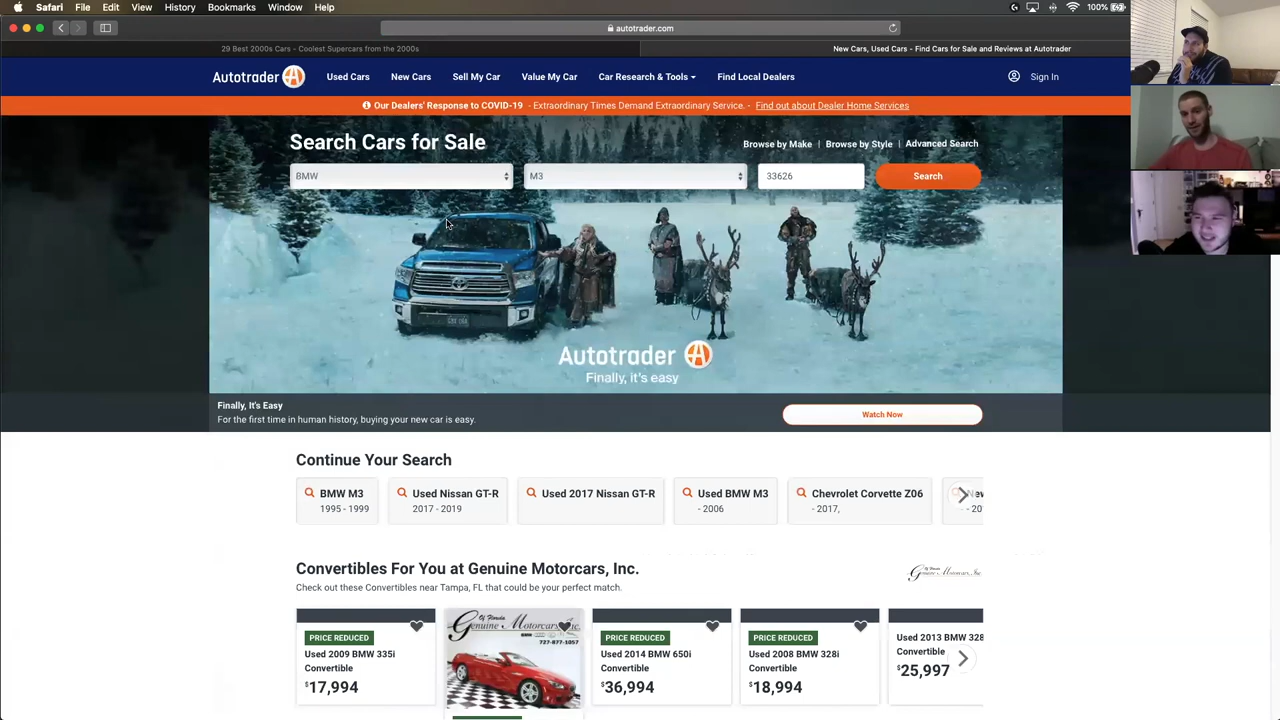 Safari File Edit View History Bookmarks Window Help 100%
autotrader.com
29 Best 2000s Cars - Coolest Supercars from the 2000s
New Cars, Used Cars - Find Cars for Sale and Reviews at Autotrader
Autotrader Used Cars New Cars Sell My Car Value My Car Car Research & Tools Find Local Dealers Sign In
Our Dealers' Response to COVID-19 - Extraordinary Times Demand Extraordinary Service. - Find out about Dealer Home Services
Search Cars for Sale
Browse by Make | Browse by Style | Advanced Search
BMW M3 33626 Search
Autotrader
Finally, it's easy
Finally, It's Easy
For the first time in human history, buying your new car is easy.
Watch Now
Continue Your Search
BMW M3 Used Nissan GT-R Used 2017 Nissan GT-R Used BMW M3 Chevrolet Corvette Z06
1995 - 1999 2017 - 2019 - 2006 - 2017,
Convertibles For You at Genuine Motorcars, Inc.
Genuine Motorcars, Inc.
Check out these Convertibles near Tampa, FL that could be your perfect match.
Of Florida
Genuine Motorcars, Inc.
727-877-1057
PRICE REDUCED
Used 2009 BMW 335i
Convertible
$17,994
PRICE REDUCED
Used 2014 BMW 650i
Convertible
$36,994
PRICE REDUCED
Used 2008 BMW 328i
Convertible
$18,994
Used 2013 BMW 328
Convertible
$25,997